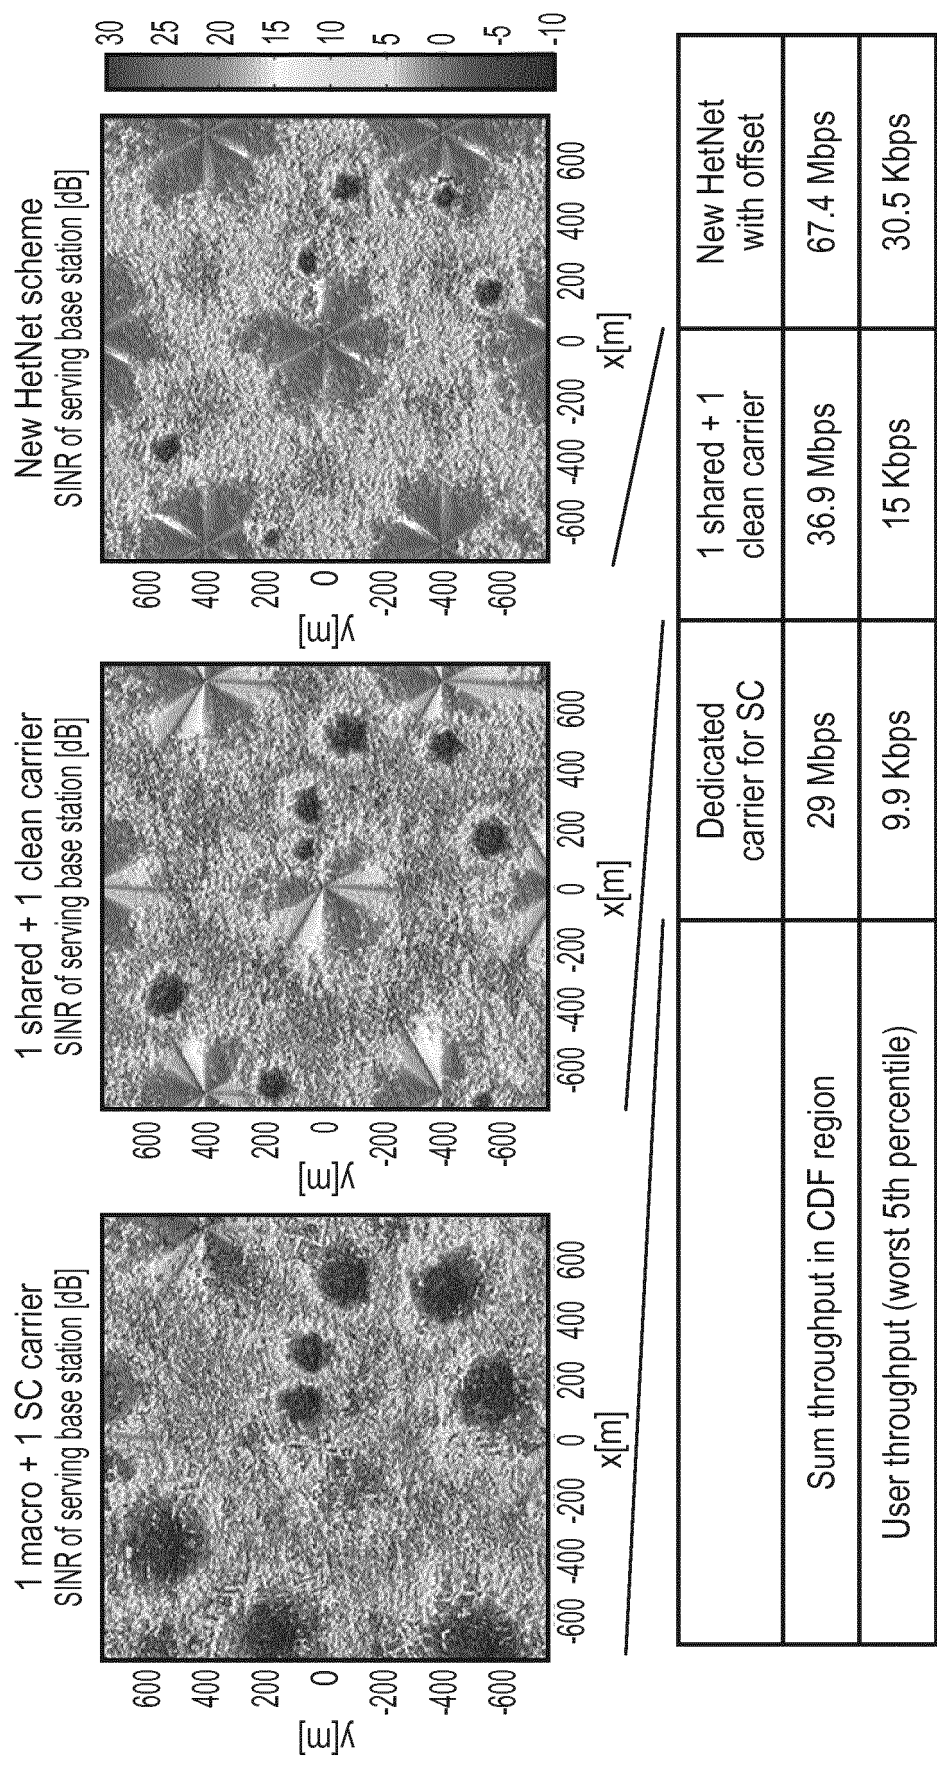 1 macro + 1 SC carrier
SINR of serving base station [dB]
y[m]
600
400
200
0
-200
-400
-600
-600 -400 -200 0 200 400 600
x[m]
1 shared + 1 clean carrier
SINR of serving base station [dB]
y[m]
600
400
200
0
-200
-400
-600
-600 -400 -200 0 200 400 600
x[m]
New HetNet scheme
SINR of serving base station [dB]
y[m]
600
400
200
0
-200
-400
-600
-600 -400 -200 0 200 400 600
x[m]
30
25
20
15
10
5
0
-5
-10
Dedicated
carrier for SC
1 shared + 1
clean carrier
New HetNet
with offset
Sum throughput in CDF region
29 Mbps
36.9 Mbps
67.4 Mbps
User throughput (worst 5th percentile)
9.9 Kbps
15 Kbps
30.5 Kbps